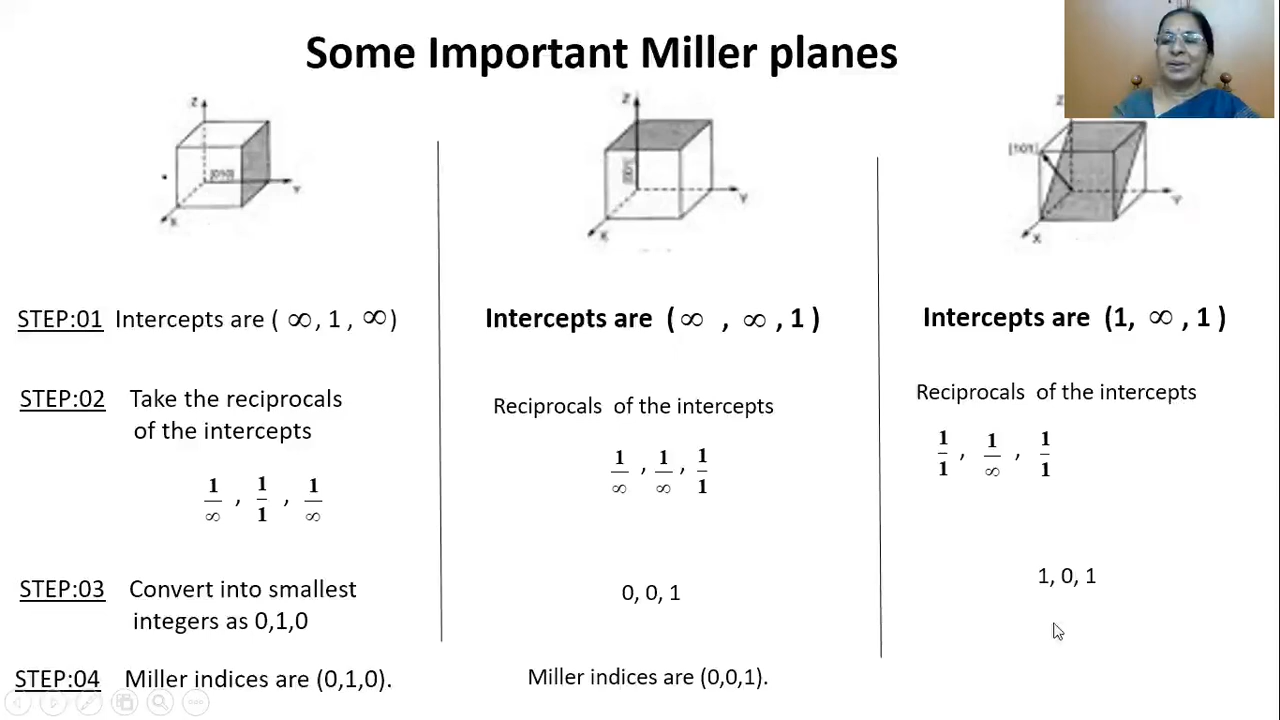 Some Important Miller planes
Z
[010]
Y
X
Z
Y
X
Z
[101]
Y
X
STEP:01 Intercepts are ( ∞, 1 , ∞)
STEP:02 Take the reciprocals
of the intercepts
1/∞ , 1/1 , 1/∞
STEP:03 Convert into smallest
integers as 0,1,0
STEP:04 Miller indices are (0,1,0).
Intercepts are (∞ , ∞ , 1 )
Reciprocals of the intercepts
1/∞ , 1/∞ , 1/1
0, 0, 1
Miller indices are (0,0,1).
Intercepts are (1, ∞ , 1 )
Reciprocals of the intercepts
1/1 , 1/∞ , 1/1
1, 0, 1